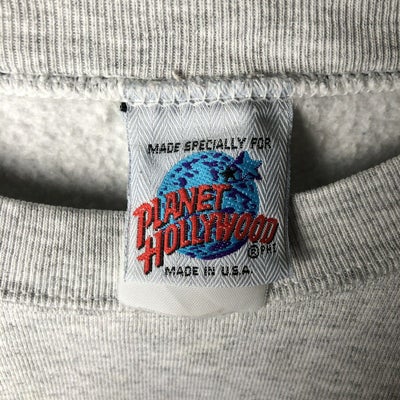 MADE SPECIALLY FOR
PLANET
HOLLYWOOD
® PHI
MADE IN U.S.A.